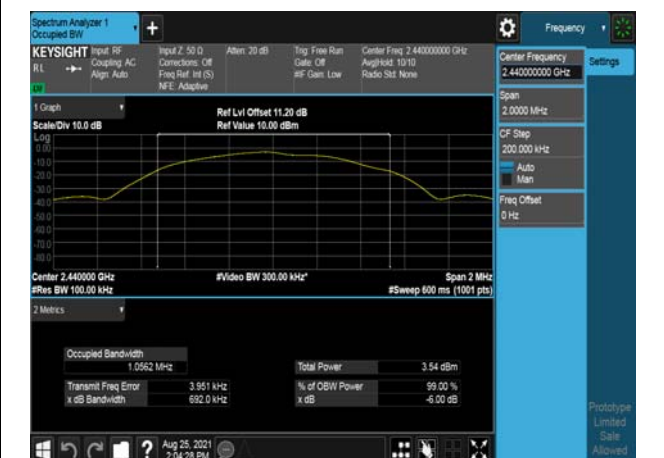 Spectrum Analyzer 1
Occupied BW
+
Frequency
KEYSIGHT Input: RF Input Z: 50 Ω Atten: 20 dB Trig: Free Run Center Freq: 2.440000000 GHz
RL Coupling: AC Corrections: Off Gate: Off Avg|Hold: 10/10
Align: Auto Freq Ref: Int (S) #IF Gain: Low Radio Std: None
NFE: Adaptive
Center Frequency
2.440000000 GHz
Settings
Span
2.0000 MHz
CF Step
200.000 kHz
Auto
Man
Freq Offset
0 Hz
1 Graph
Ref Lvl Offset 11.20 dB
Scale/Div 10.0 dB Ref Value 10.00 dBm
Log
0.00
-10.0
-20.0
-30.0
-40.0
-50.0
-60.0
-70.0
-80.0
Center 2.440000 GHz #Video BW 300.00 kHz* Span 2 MHz
#Res BW 100.00 kHz #Sweep 600 ms (1001 pts)
2 Metrics
Occupied Bandwidth
1.0562 MHz
Total Power 3.54 dBm
Transmit Freq Error 3.951 kHz % of OBW Power 99.00 %
x dB Bandwidth 692.0 kHz x dB -6.00 dB
Prototype
Limited
Sale
Allowed
? Aug 25, 2021
2:04:28 PM